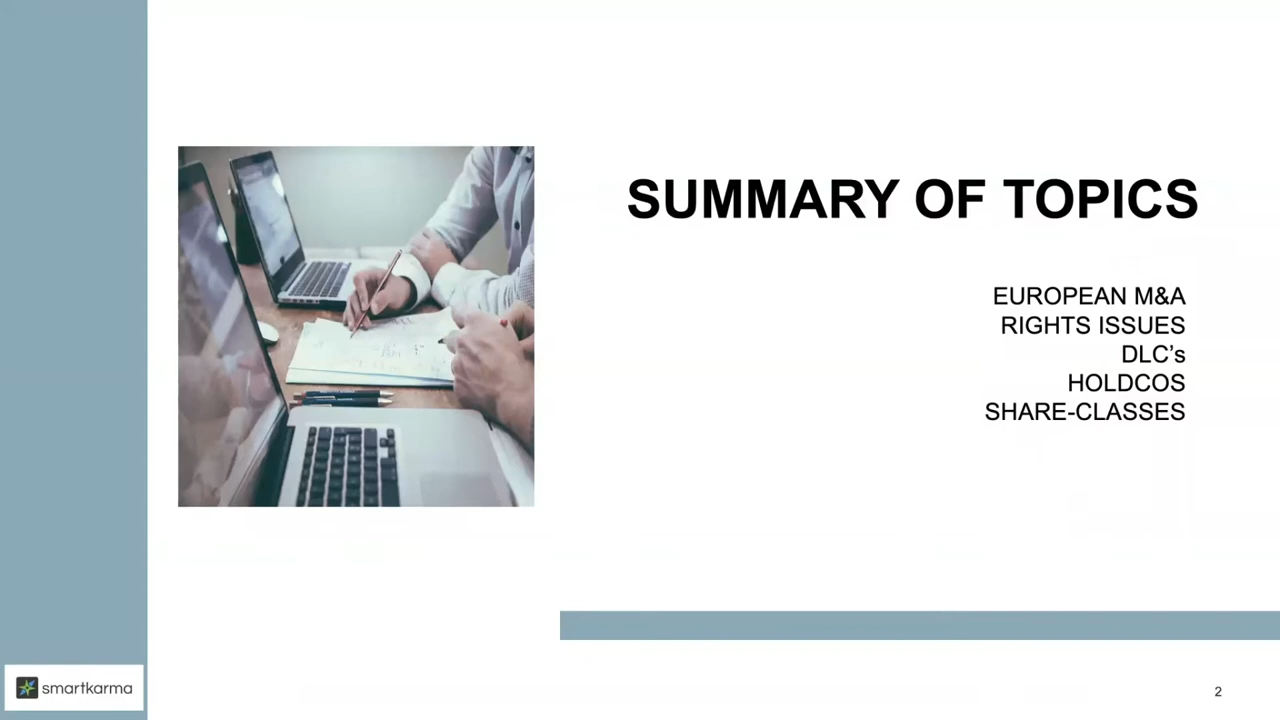 SUMMARY OF TOPICS
EUROPEAN M&A
RIGHTS ISSUES
DLC’s
HOLDCOS
SHARE-CLASSES
smartkarma
2